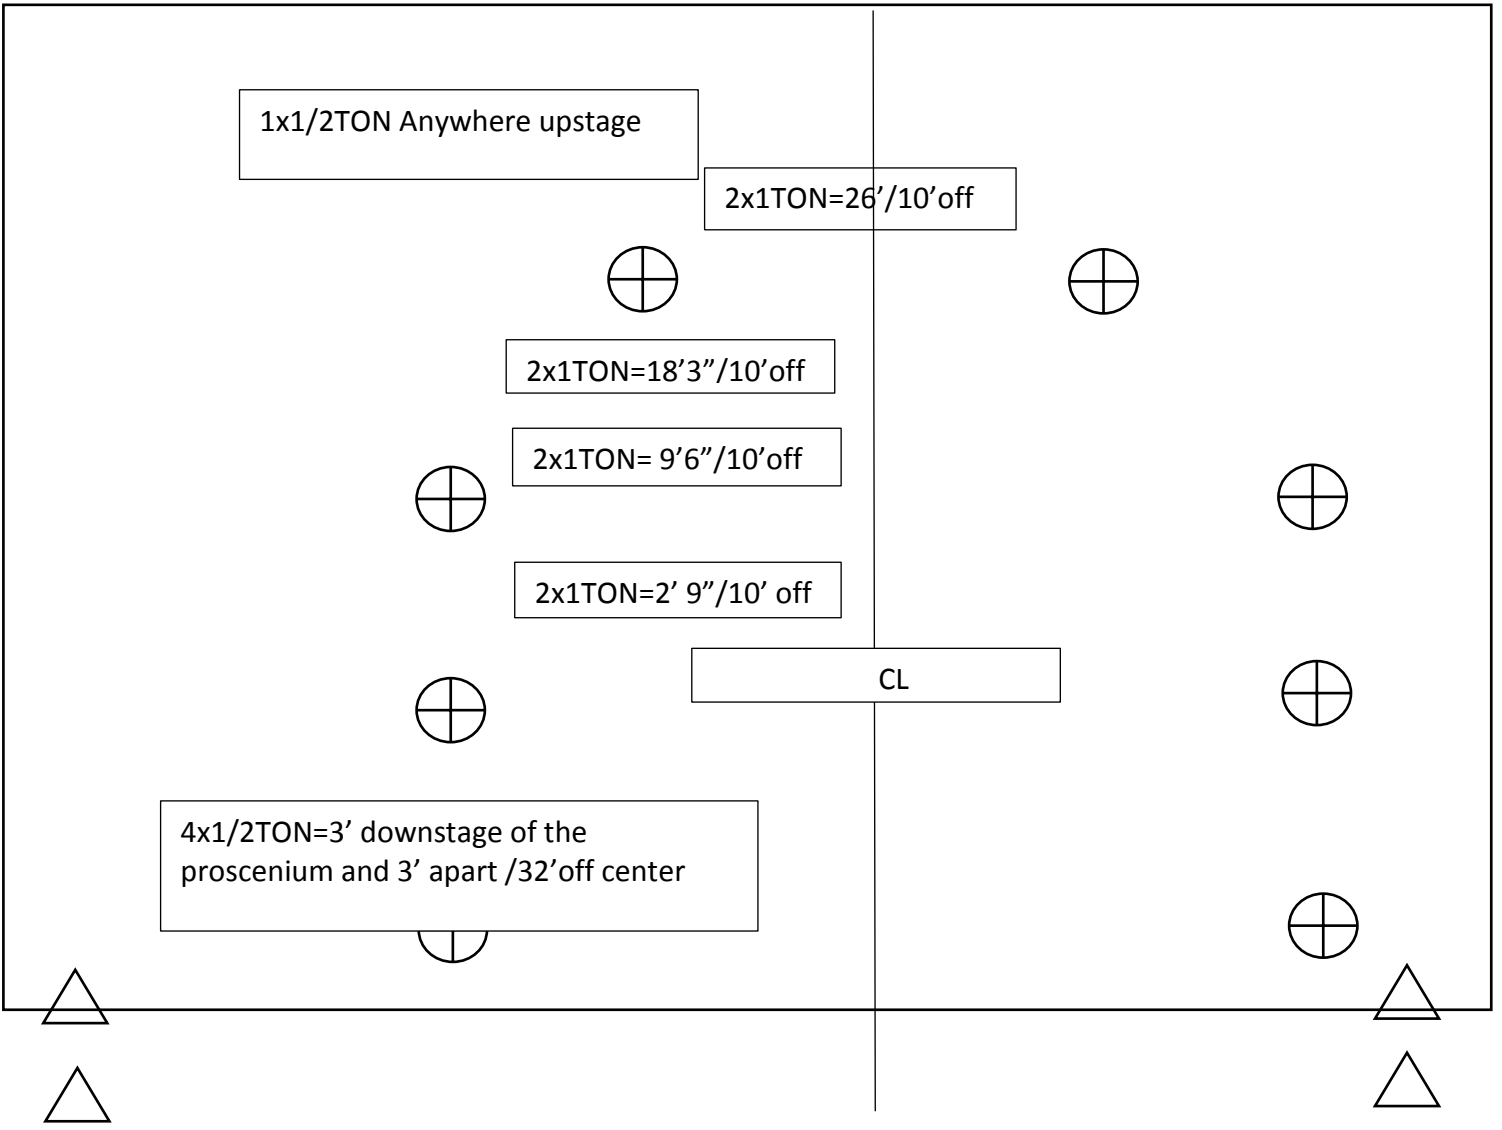 1x1/2TON Anywhere upstage
2x1TON=26’/10’off
2x1TON=18’3”/10’off
2x1TON= 9’6”/10’off
2x1TON=2’ 9”/10’ off
CL
4x1/2TON=3’ downstage of the
proscenium and 3’ apart /32’off center